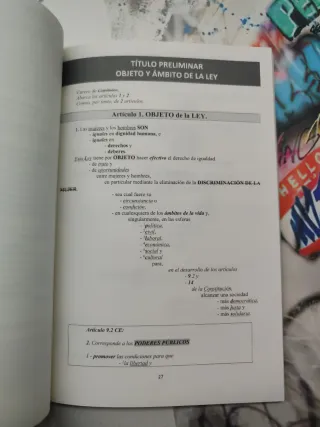 TÍTULO PRELIMINAR
OBJETO Y ÁMBITO DE LA LEY
Carece de Capítulos.
Abarca los artículos 1 y 2.
Consta, por tanto, de 2 artículos.
Artículo 1. OBJETO de la LEY.
1. Las mujeres y los hombres SON
- iguales en dignidad humana, e
- iguales en
- derechos y
- deberes.
Esta Ley tiene por OBJETO hacer efectivo el derecho de igualdad
- de trato y
- de oportunidades
entre mujeres y hombres,
en particular mediante la eliminación de la DISCRIMINACIÓN DE LA
MUJER,
- sea cual fuere su
- circunstancia o
- condición,
- en cualesquiera de los ámbitos de la vida y,
singularmente, en las esferas
- política,
- civil,
- laboral,
- económica,
- social y
- cultural
para,
en el desarrollo de los artículos
- 9.2 y
- 14
de la Constitución,
alcanzar una sociedad
- más democrática,
- más justa y
- más solidaria.
Artículo 9.2 CE:
2. Corresponde a los PODERES PÚBLICOS
1 - promover las condiciones para que
- la libertad y
27
HELLO